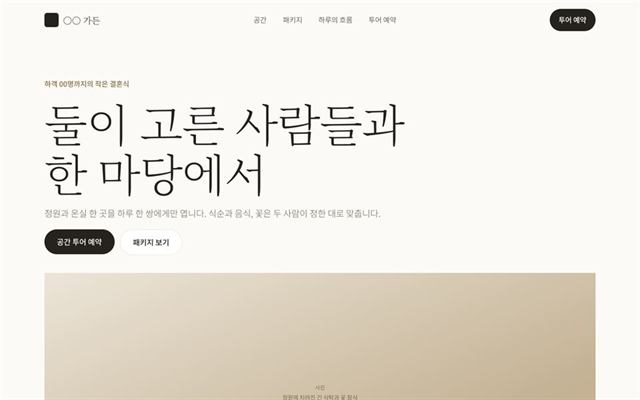 ○○ 가든
공간 패키지 하루의 흐름 투어 예약
투어 예약
하객 00명까지의 작은 결혼식
둘이 고른 사람들과
한 마당에서
정원과 온실 한 곳을 하루 한 쌍에게만 엽니다. 식순과 음식, 꽃은 두 사람이 정한 대로 맞춥니다.
공간 투어 예약 패키지 보기
사진
정원에 차려진 긴 식탁과 꽃 장식